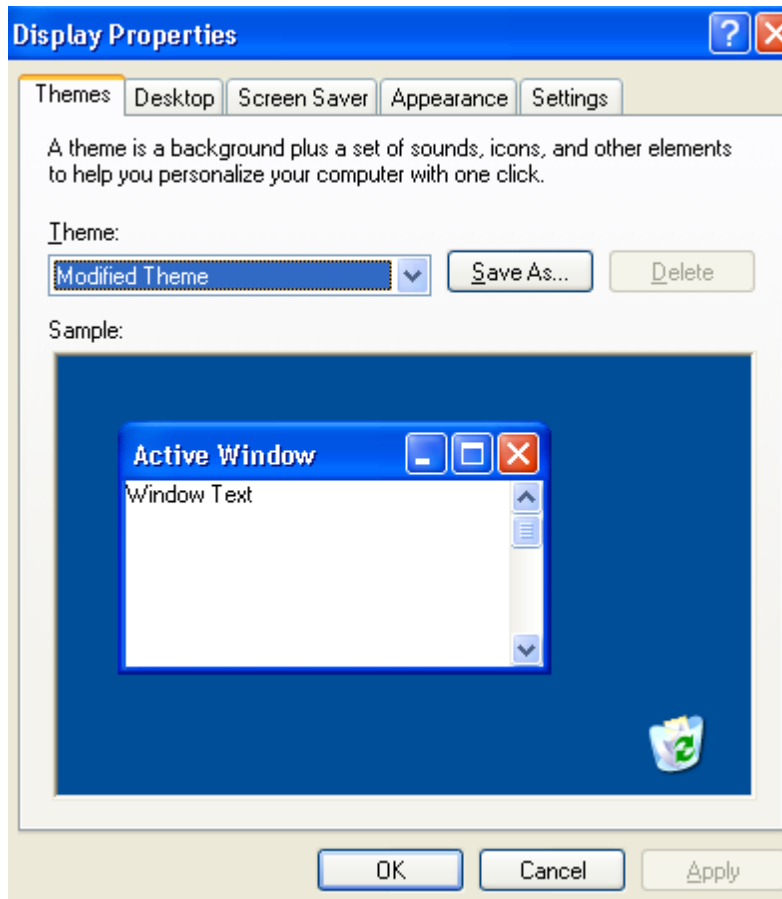 Display Properties
Themes Desktop Screen Saver Appearance Settings
A theme is a background plus a set of sounds, icons, and other elements
to help you personalize your computer with one click.
Theme:
Modified Theme Save As... Delete
Sample:
Active Window
Window Text
OK Cancel Apply